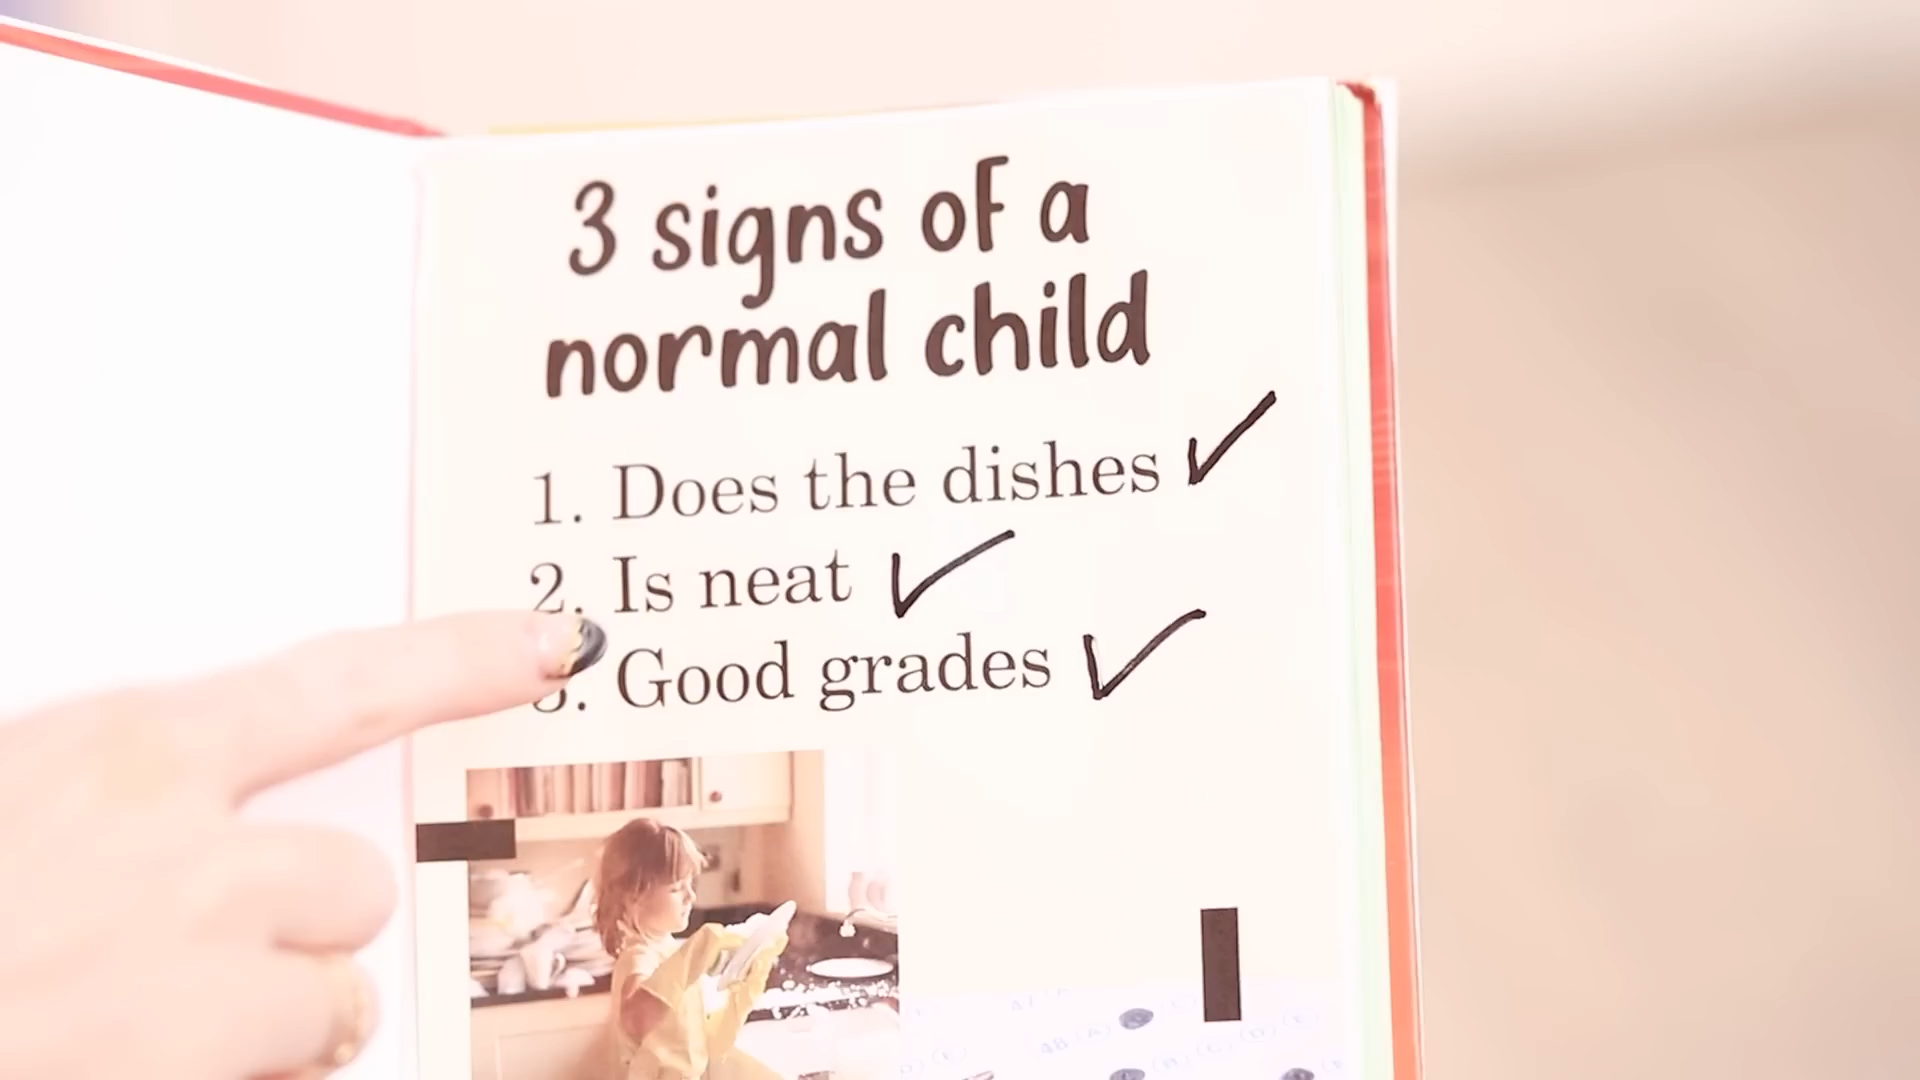 3 signs of a
normal child
1. Does the dishes
2. Is neat
3. Good grades